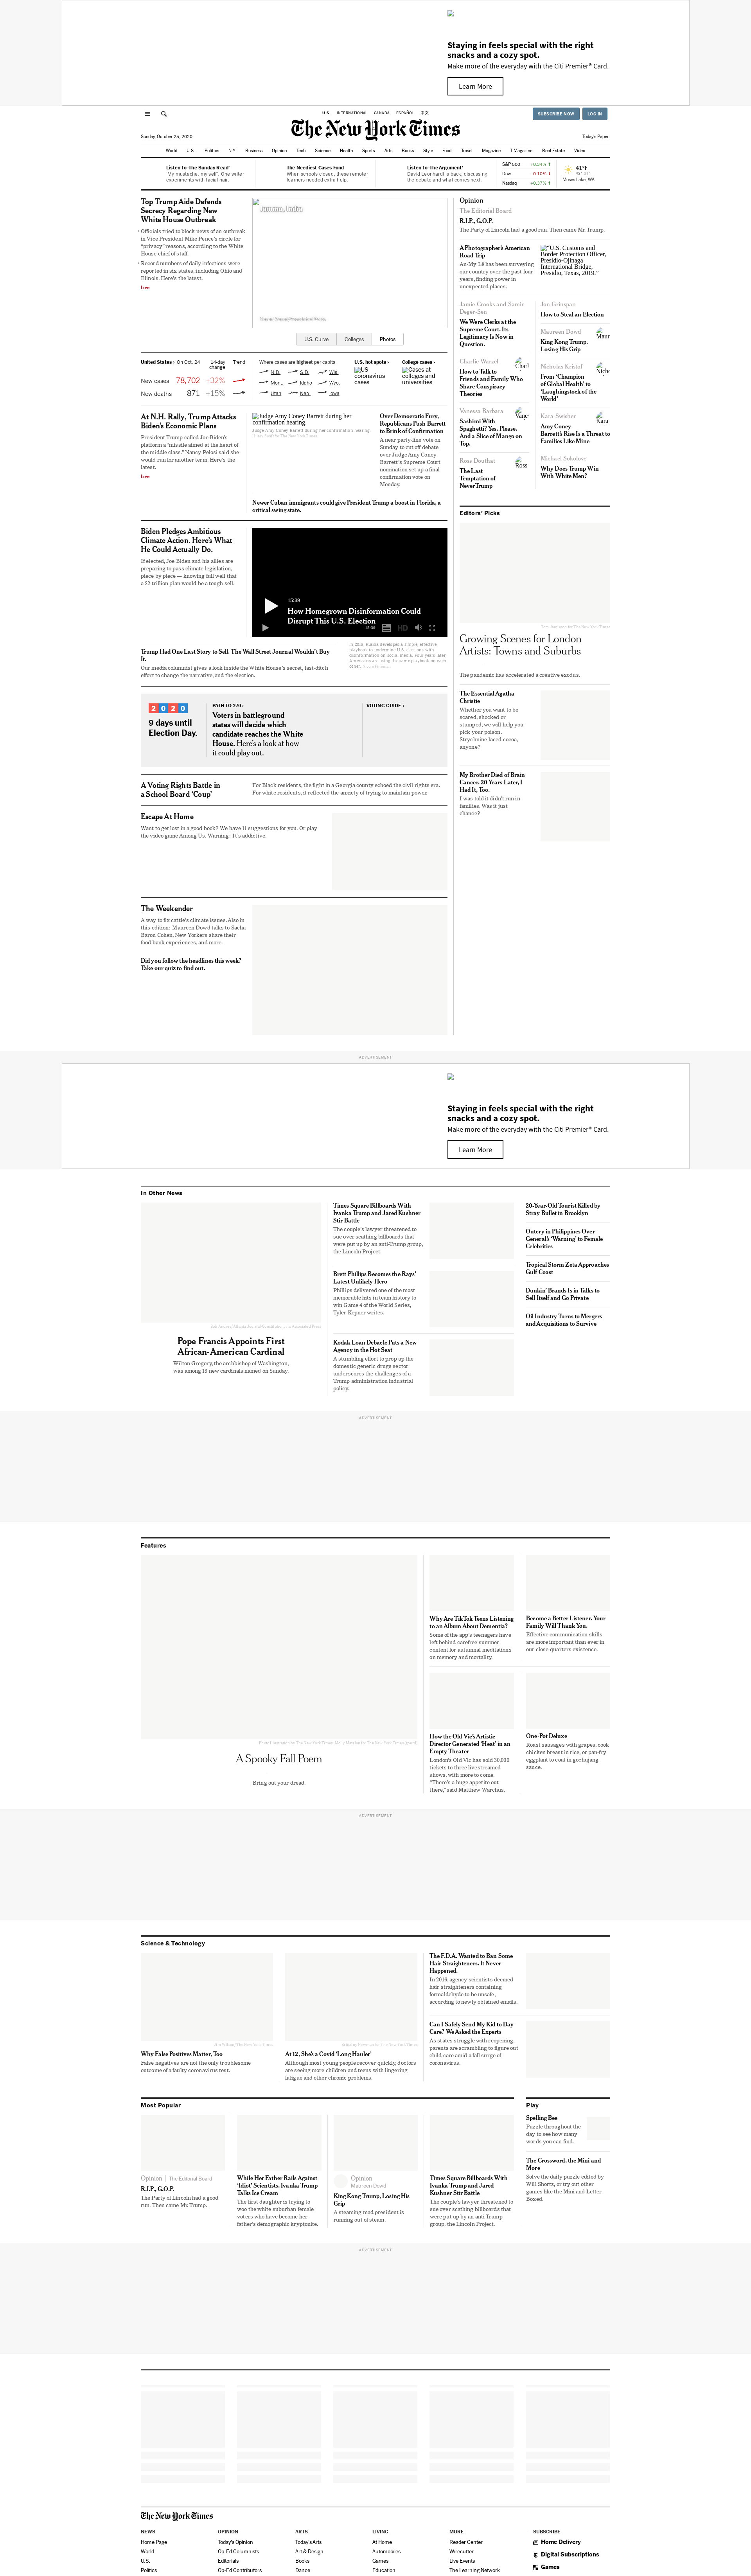 Staying in feels special with the right
snacks and a cozy spot.
Make more of the everyday with the Citi Premier® Card.
Learn More
U.S. INTERNATIONAL CANADA ESPAÑOL 中文
SUBSCRIBE NOW LOG IN
The New York Times
Sunday, October 25, 2020
Today's Paper
World U.S. Politics N.Y. Business Opinion Tech Science Health Sports Arts Books Style Food Travel Magazine T Magazine Real Estate Video
Listen to 'The Sunday Read'
'My mustache, my self': One writer
experiments with facial hair.
The Neediest Cases Fund
When schools closed, these remote
learners needed extra help.
Listen to 'The Argument'
David Leonhardt is back, discussing
the debate and what comes next.
S&P 500 +0.34% ↑
Dow -0.10% ↓
Nasdaq +0.37% ↑
41°F
Moses Lake, WA
Top Trump Aide Defends
Secrecy Regarding New
White House Outbreak
• Officials tried to block news of an outbreak
in Vice President Mike Pence's circle for
"privacy" reasons, according to the White
House chief of staff.
• Record numbers of daily infections were
reported in six states, including Ohio and
Illinois. Here's the latest.
Live
Jammu, India
Channi Anand/Associated Press
U.S. Curve Colleges Photos
United States › On Oct. 24 14-day change Trend
New cases 78,702 +32%
New deaths 871 +15%
Where cases are highest per capita
N.D. S.D. Wis.
Mont. Idaho Wyo.
Utah Neb. Iowa
U.S. hot spots ›
US
coronavirus
cases
College cases ›
Cases at
colleges and
universities
At N.H. Rally, Trump Attacks
Biden's Economic Plans
President Trump called Joe Biden's
platform a "mission aimed at the heart of
the middle class." Nancy Pelosi said she
would run for another term. Here's the
latest.
Live
Judge Amy Coney Barrett during her
confirmation hearing.
Judge Amy Coney Barrett during her confirmation hearing.
Over Democratic Fury,
Republicans Push Barrett
to Brink of Confirmation
A near party-line vote on
Sunday to cut off debate
over Judge Amy Coney
Barrett's Supreme Court
nomination set up a final
confirmation vote on
Monday.
Newer Cuban immigrants could give President Trump a boost in Florida, a
critical swing state.
Biden Pledges Ambitious
Climate Action. Here's What
He Could Actually Do.
If elected, Joe Biden and his allies are
preparing to pass climate legislation,
piece by piece — knowing full well that
a $2 trillion plan would be a tough sell.
15:39
How Homegrown Disinformation Could
Disrupt This U.S. Election
15:39 HD
In 2016, Russia developed a simple, effective
playbook to undermine U.S. elections with
disinformation on social media. Four years later,
Americans are using the same playbook on each
other.
Trump Had One Last Story to Sell. The Wall Street Journal Wouldn't Buy
It.
Our media columnist gives a look inside the White House's secret, last-ditch
effort to change the narrative, and the election.
2020
9 days until
Election Day.
PATH TO 270 ›
Voters in battleground
states will decide which
candidate reaches the White
House. Here's a look at how
it could play out.
VOTING GUIDE ›
A Voting Rights Battle in
a School Board 'Coup'
For Black residents, the fight in a Georgia county echoed the civil rights era.
For white residents, it reflected the anxiety of trying to maintain power.
Escape At Home
Want to get lost in a good book? We have 11 suggestions for you. Or play
the video game Among Us. Warning: It's addictive.
The Weekender
A way to fix cattle's climate issues. Also in
this edition: Maureen Dowd talks to Sacha
Baron Cohen, New Yorkers share their
food bank experiences, and more.
Did you follow the headlines this week?
Take our quiz to find out.
Opinion
The Editorial Board
R.I.P., G.O.P.
The Party of Lincoln had a good run. Then came Mr. Trump.
A Photographer's American
Road Trip
An-My Lê has been surveying
our country over the past four
years, finding power in
unexpected places.
"U.S. Customs and
Border Protection Officer,
Presidio-Ojinaga
International Bridge,
Presidio, Texas, 2019."
Jamie Crooks and Samir
Deger-Sen
We Were Clerks at the
Supreme Court. Its
Legitimacy Is Now in
Question.
Charlie Warzel
How to Talk to
Friends and Family Who
Share Conspiracy
Theories
Vanessa Barbara
Sashimi With
Spaghetti? Yes, Please.
And a Slice of Mango on
Top.
Ross Douthat
The Last
Temptation of
NeverTrump
Jon Grinspan
How to Steal an Election
Maureen Dowd
King Kong Trump,
Losing His Grip
Nicholas Kristof
From 'Champion
of Global Health' to
'Laughingstock of the
World'
Kara Swisher
Amy Coney
Barrett's Rise Is a Threat to
Families Like Mine
Michael Sokolove
Why Does Trump Win
With White Men?
Editors' Picks
Growing Scenes for London
Artists: Towns and Suburbs
The pandemic has accelerated a creative exodus.
The Essential Agatha
Christie
Whether you want to be
scared, shocked or
stumped, we will help you
pick your poison.
Strychnine-laced cocoa,
anyone?
My Brother Died of Brain
Cancer. 20 Years Later, I
Had It, Too.
I was told it didn't run in
families. Was it just
chance?
ADVERTISEMENT
Staying in feels special with the right
snacks and a cozy spot.
Make more of the everyday with the Citi Premier® Card.
Learn More
In Other News
Pope Francis Appoints First
African-American Cardinal
Wilton Gregory, the archbishop of Washington,
was among 13 new cardinals named on Sunday.
Times Square Billboards With
Ivanka Trump and Jared Kushner
Stir Battle
The couple's lawyer threatened to
sue over scathing billboards that
were put up by an anti-Trump group,
the Lincoln Project.
Brett Phillips Becomes the Rays'
Latest Unlikely Hero
Phillips delivered one of the most
memorable hits in team history to
win Game 4 of the World Series,
Tyler Kepner writes.
Kodak Loan Debacle Puts a New
Agency in the Hot Seat
A stumbling effort to prop up the
domestic generic drugs sector
underscores the challenges of a
Trump administration industrial
policy.
20-Year-Old Tourist Killed by
Stray Bullet in Brooklyn
Outcry in Philippines Over
General's 'Warning' to Female
Celebrities
Tropical Storm Zeta Approaches
Gulf Coast
Dunkin' Brands Is in Talks to
Sell Itself and Go Private
Oil Industry Turns to Mergers
and Acquisitions to Survive
ADVERTISEMENT
Features
A Spooky Fall Poem
Bring out your dread.
Why Are TikTok Teens Listening
to an Album About Dementia?
Some of the app's teenagers have
left behind carefree summer
content for autumnal meditations
on memory and mortality.
Become a Better Listener. Your
Family Will Thank You.
Effective communication skills
are more important than ever in
our close-quarters existence.
How the Old Vic's Artistic
Director Generated 'Heat' in an
Empty Theater
London's Old Vic has sold 30,000
tickets to three livestreamed
shows, with more to come.
"There's a huge appetite out
there," said Matthew Warchus.
One-Pot Deluxe
Roast sausages with grapes, cook
chicken breast in rice, or pan-fry
eggplant to coat in gochujang
sauce.
ADVERTISEMENT
Science & Technology
Why False Positives Matter, Too
False negatives are not the only troublesome
outcome of a faulty coronavirus test.
At 12, She's a Covid 'Long Hauler'
Although most young people recover quickly, doctors
are seeing more children and teens with lingering
fatigue and other chronic problems.
The F.D.A. Wanted to Ban Some
Hair Straighteners. It Never
Happened.
In 2016, agency scientists deemed
hair straighteners containing
formaldehyde to be unsafe,
according to newly obtained emails.
Can I Safely Send My Kid to Day
Care? We Asked the Experts
As states struggle with reopening,
parents are scrambling to figure out
child care amid a fall surge of
coronavirus.
Most Popular
Opinion | The Editorial Board
R.I.P., G.O.P.
The Party of Lincoln had a good
run. Then came Mr. Trump.
While Her Father Rails Against
'Idiot' Scientists, Ivanka Trump
Talks Ice Cream
The first daughter is trying to
woo the white suburban female
voters who have become her
father's demographic kryptonite.
Opinion
Maureen Dowd
King Kong Trump, Losing His
Grip
A steaming mad president is
running out of steam.
Times Square Billboards With
Ivanka Trump and Jared
Kushner Stir Battle
The couple's lawyer threatened to
sue over scathing billboards that
were put up by an anti-Trump
group, the Lincoln Project.
Play
Spelling Bee
Puzzle throughout the
day to see how many
words you can find.
The Crossword, the Mini and
More
Solve the daily puzzle edited by
Will Shortz, or try out other
games like the Mini and Letter
Boxed.
ADVERTISEMENT
The New York Times
NEWS
Home Page
World
U.S.
Politics
OPINION
Today's Opinion
Op-Ed Columnists
Editorials
Op-Ed Contributors
ARTS
Today's Arts
Art & Design
Books
Dance
LIVING
At Home
Automobiles
Games
Education
MORE
Reader Center
Wirecutter
Live Events
The Learning Network
SUBSCRIBE
Home Delivery
Digital Subscriptions
Games